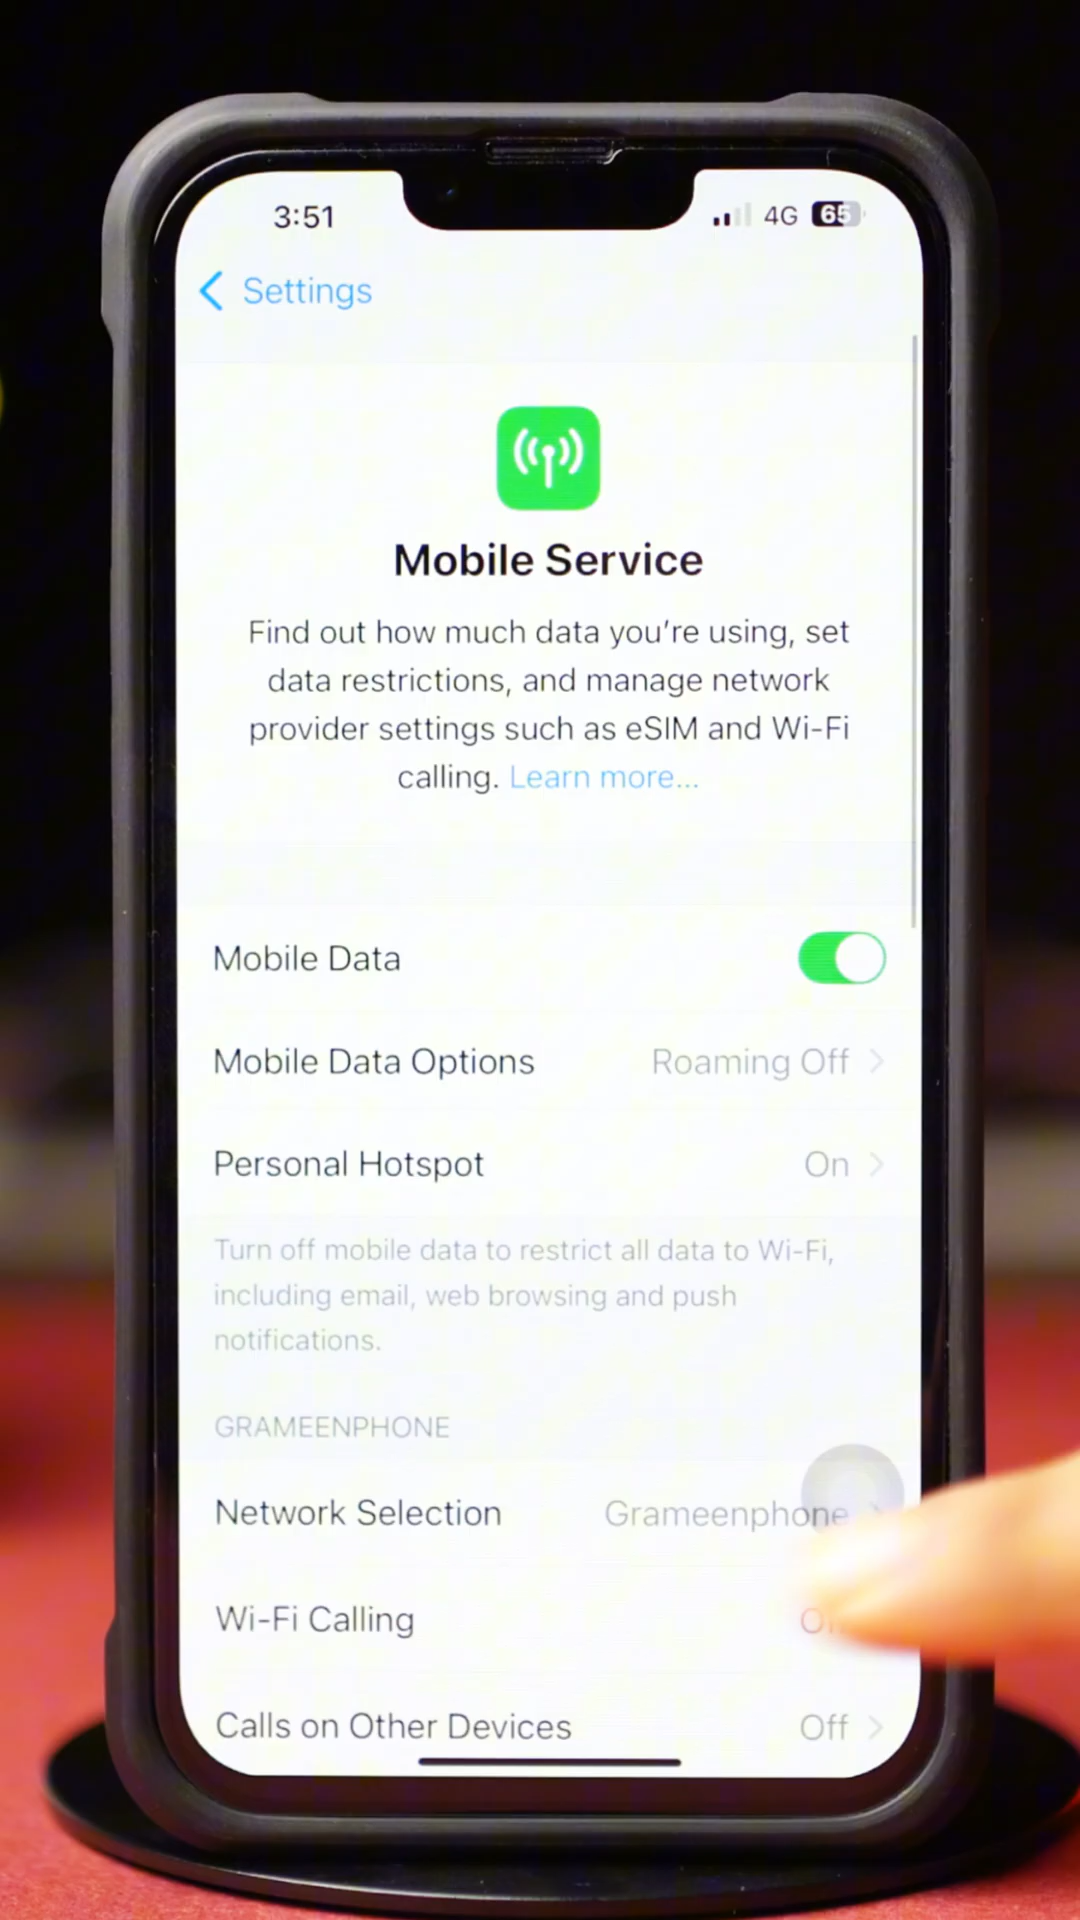 3:51
4G 65
Settings
Mobile Service
Find out how much data you're using, set
data restrictions, and manage network
provider settings such as eSIM and Wi-Fi
calling. Learn more...
Mobile Data
Mobile Data Options Roaming Off
Personal Hotspot On
Turn off mobile data to restrict all data to Wi-Fi,
including email, web browsing and push
notifications.
GRAMEENPHONE
Network Selection Grameenphone
Wi-Fi Calling
Calls on Other Devices Off